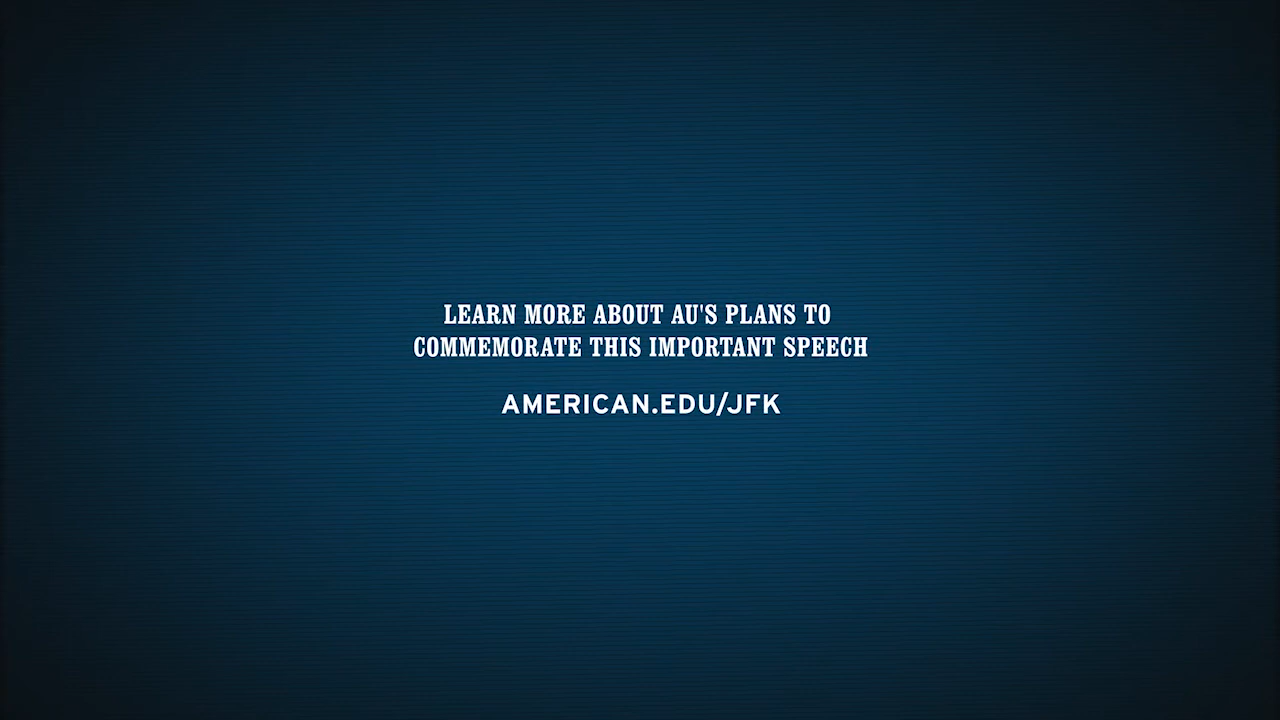 LEARN MORE ABOUT AU'S PLANS TO
COMMEMORATE THIS IMPORTANT SPEECH
AMERICAN.EDU/JFK